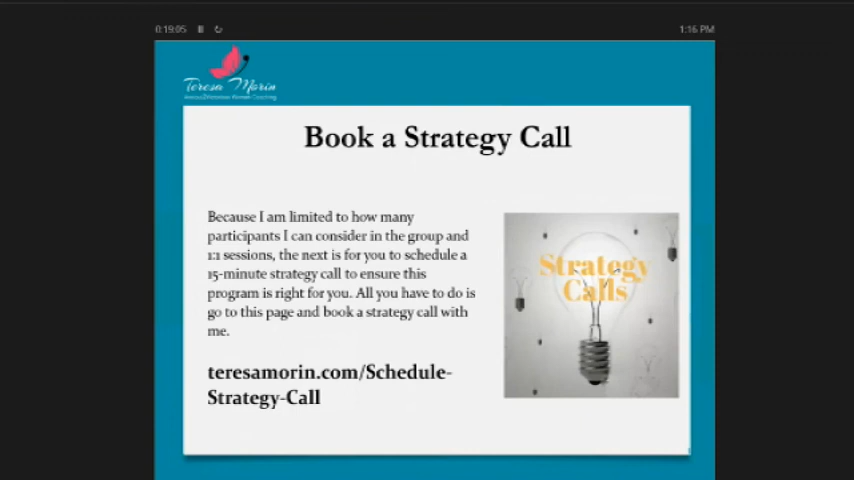 0:19:05
1:16 PM
Teresa Morin
Book a Strategy Call
Because I am limited to how many
participants I can consider in the group and
1:1 sessions, the next is for you to schedule a
15-minute strategy call to ensure this
program is right for you. All you have to do is
go to this page and book a strategy call with
me.
teresamorin.com/Schedule-
Strategy-Call
Strategy
Calls